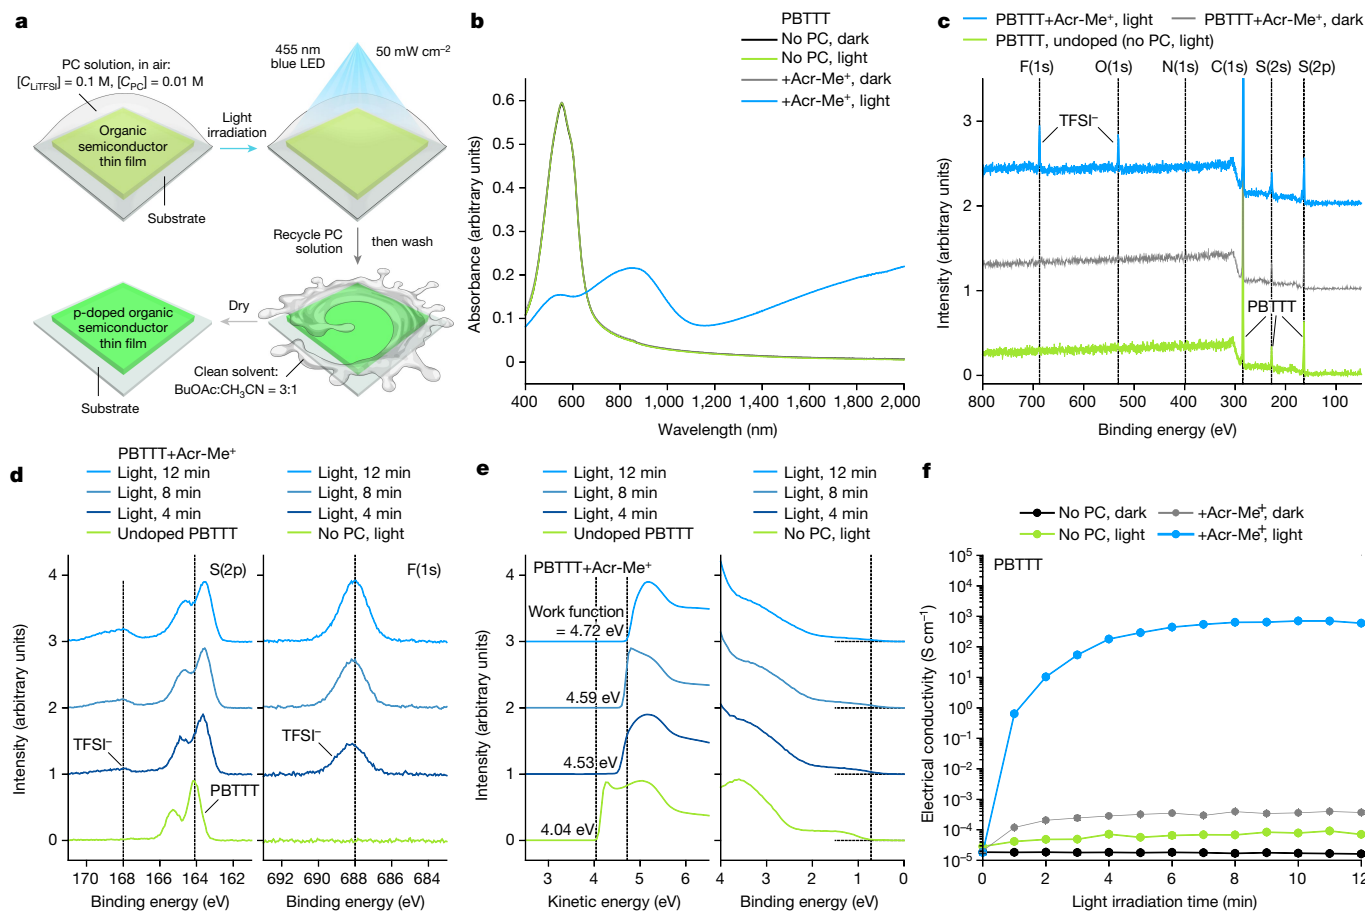 a
PC solution, in air:
[C_LiTFSI] = 0.1 M, [C_PC] = 0.01 M
455 nm
blue LED
50 mW cm⁻²
Organic
semiconductor
thin film
Light
irradiation
Substrate
Recycle PC
solution
then wash
p-doped organic
semiconductor
thin film
Dry
Clean solvent:
BuOAc:CH₃CN = 3:1
Substrate
b
PBTTT
No PC, dark
No PC, light
+Acr-Me⁺, dark
+Acr-Me⁺, light
Absorbance (arbitrary units)
0.6
0.5
0.4
0.3
0.2
0.1
0
400 600 800 1,000 1,200 1,400 1,600 1,800 2,000
Wavelength (nm)
c
PBTTT+Acr-Me⁺, light
PBTTT+Acr-Me⁺, dark
PBTTT, undoped (no PC, light)
F(1s) O(1s) N(1s) C(1s) S(2s) S(2p)
TFSI⁻
PBTTT
Intensity (arbitrary units)
3
2
1
0
800 700 600 500 400 300 200 100
Binding energy (eV)
d
PBTTT+Acr-Me⁺
Light, 12 min
Light, 8 min
Light, 4 min
Undoped PBTTT
Light, 12 min
Light, 8 min
Light, 4 min
No PC, light
S(2p)
F(1s)
TFSI⁻
PBTTT
TFSI⁻
Intensity (arbitrary units)
4
3
2
1
0
170 168 166 164 162
Binding energy (eV)
692 690 688 686 684
Binding energy (eV)
e
Light, 12 min
Light, 8 min
Light, 4 min
Undoped PBTTT
Light, 12 min
Light, 8 min
Light, 4 min
No PC, light
PBTTT+Acr-Me⁺
Work function
= 4.72 eV
4.59 eV
4.53 eV
4.04 eV
Intensity (arbitrary units)
4
3
2
1
0
3 4 5 6
Kinetic energy (eV)
4 3 2 1 0
Binding energy (eV)
f
No PC, dark
No PC, light
+Acr-Me⁺, dark
+Acr-Me⁺, light
PBTTT
Electrical conductivity (S cm⁻¹)
10⁵
10⁴
10³
10²
10¹
10⁰
10⁻¹
10⁻²
10⁻³
10⁻⁴
10⁻⁵
0 2 4 6 8 10 12
Light irradiation time (min)